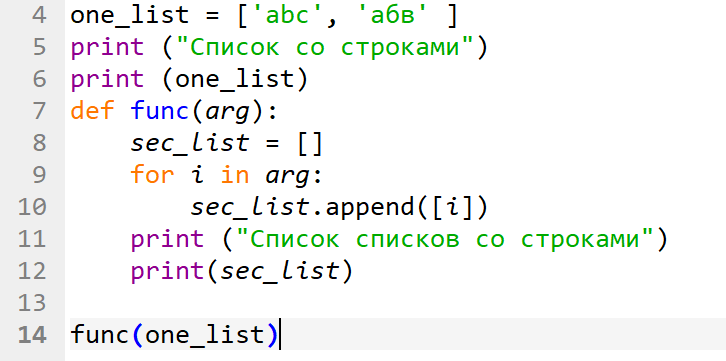 4 one_list = ['abc', 'абв' ]
5 print ("Список со строками")
6 print (one_list)
7 def func(arg):
8     sec_list = []
9     for i in arg:
10         sec_list.append([i])
11     print ("Список списков со строками")
12     print(sec_list)
13
14 func(one_list)